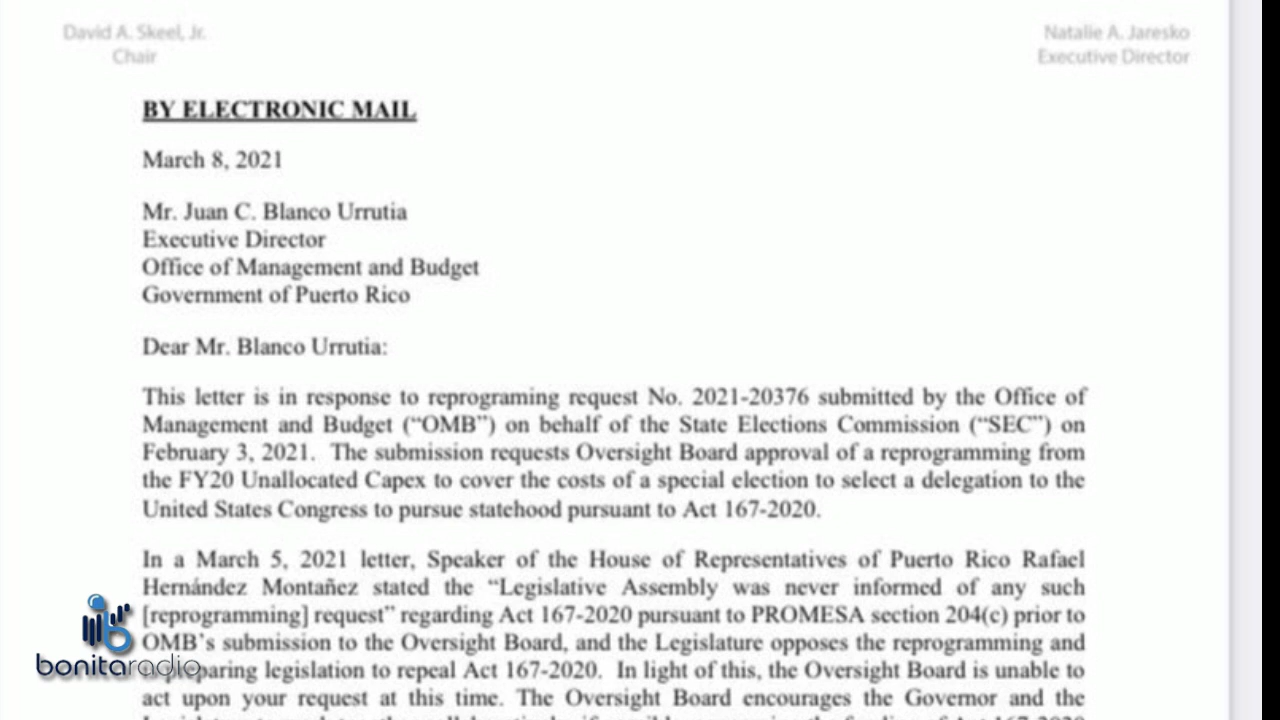 David A. Skeel, Jr.
Chair
Natalie A. Jaresko
Executive Director
BY ELECTRONIC MAIL
March 8, 2021
Mr. Juan C. Blanco Urrutia
Executive Director
Office of Management and Budget
Government of Puerto Rico
Dear Mr. Blanco Urrutia:
This letter is in response to reprograming request No. 2021-20376 submitted by the Office of
Management and Budget (“OMB”) on behalf of the State Elections Commission (“SEC”) on
February 3, 2021. The submission requests Oversight Board approval of a reprogramming from
the FY20 Unallocated Capex to cover the costs of a special election to select a delegation to the
United States Congress to pursue statehood pursuant to Act 167-2020.
In a March 5, 2021 letter, Speaker of the House of Representatives of Puerto Rico Rafael
Hernández Montañez stated the “Legislative Assembly was never informed of any such
[reprogramming] request” regarding Act 167-2020 pursuant to PROMESA section 204(c) prior to
OMB’s submission to the Oversight Board, and the Legislature opposes the reprogramming and
paring legislation to repeal Act 167-2020. In light of this, the Oversight Board is unable to
act upon your request at this time. The Oversight Board encourages the Governor and the
bonitaradio